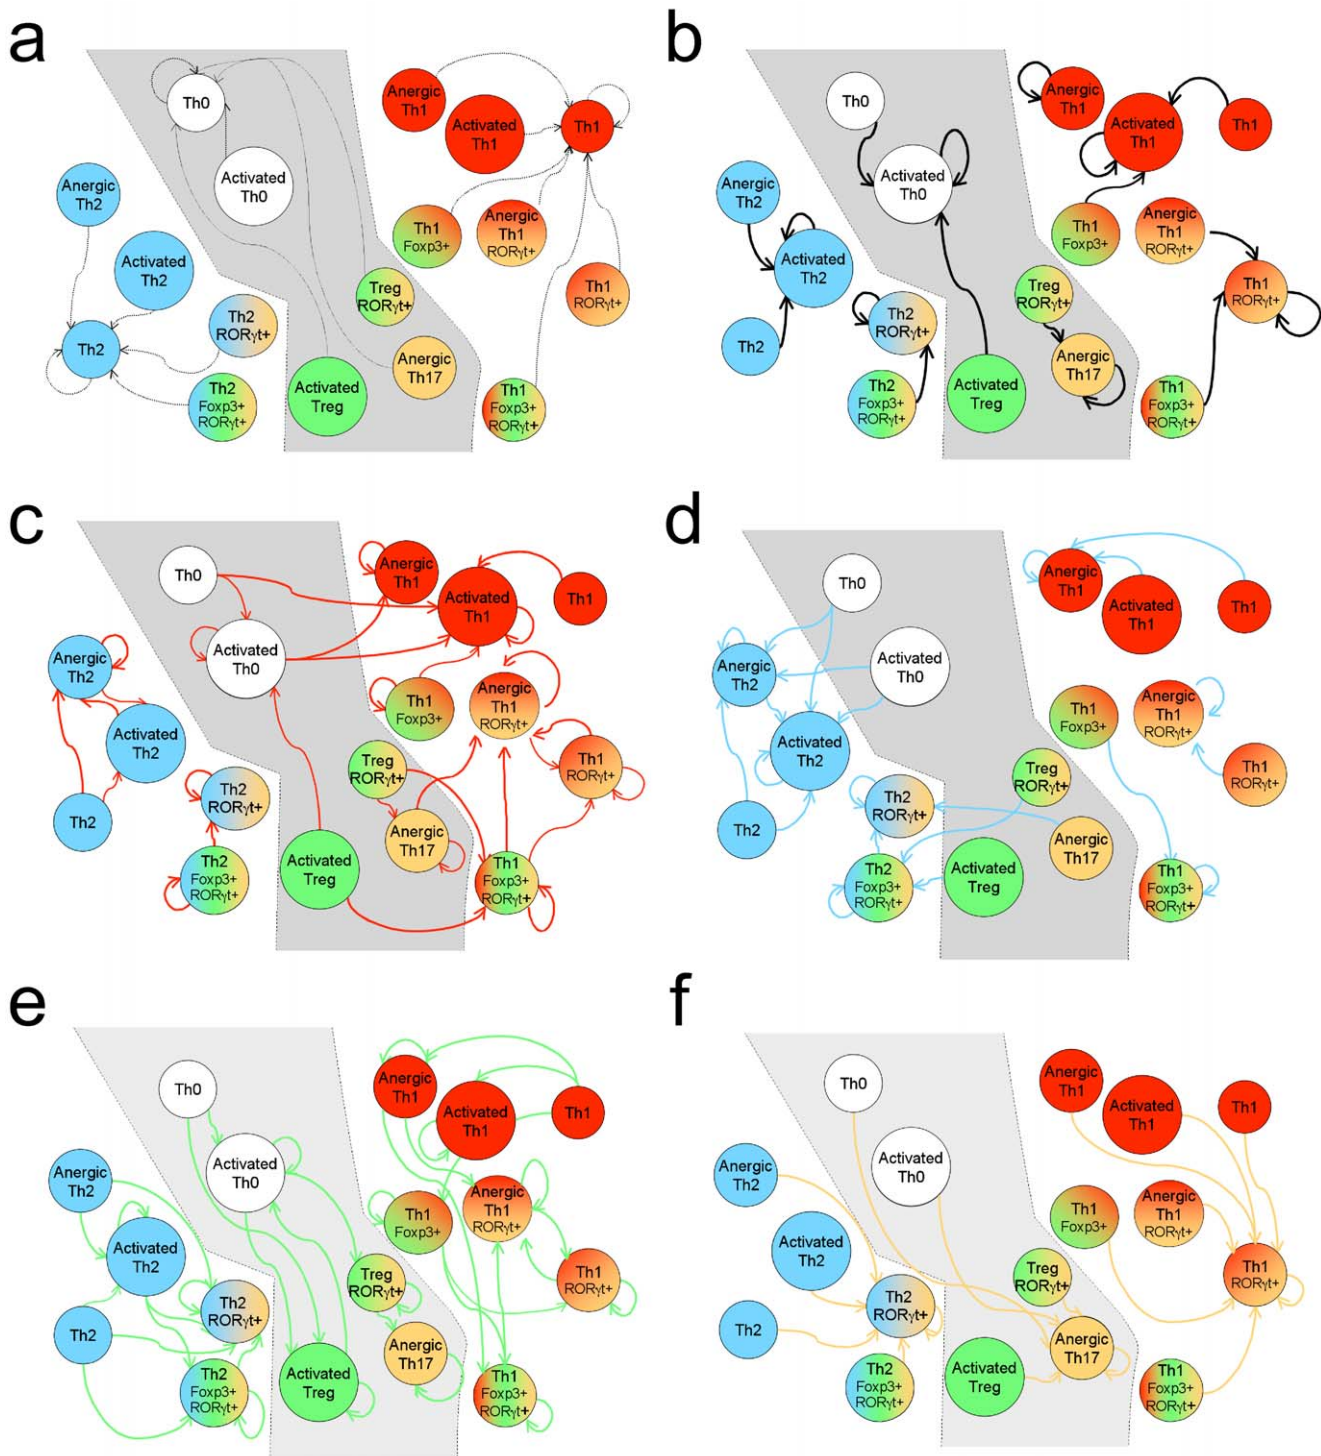 a
Th0
Anergic
Th1
Activated
Th1
Th1
Activated
Th0
Anergic
Th2
Activated
Th2
Th1
Foxp3+
Anergic
Th1
RORγt+
Treg
RORγt+
Th1
RORγt+
Th2
RORγt+
Th2
Anergic
Th17
Activated
Treg
Th2
Foxp3+
RORγt+
Th1
Foxp3+
RORγt+
b
Th0
Anergic
Th1
Activated
Th1
Th1
Activated
Th0
Anergic
Th2
Activated
Th2
Th1
Foxp3+
Anergic
Th1
RORγt+
Treg
RORγt+
Th1
RORγt+
Th2
RORγt+
Th2
Anergic
Th17
Activated
Treg
Th2
Foxp3+
RORγt+
Th1
Foxp3+
RORγt+
c
Th0
Anergic
Th1
Activated
Th1
Th1
Activated
Th0
Anergic
Th2
Activated
Th2
Th1
Foxp3+
Anergic
Th1
RORγt+
Treg
RORγt+
Th1
RORγt+
Th2
RORγt+
Th2
Anergic
Th17
Activated
Treg
Th2
Foxp3+
RORγt+
Th1
Foxp3+
RORγt+
d
Th0
Anergic
Th1
Activated
Th1
Th1
Activated
Th0
Anergic
Th2
Activated
Th2
Th1
Foxp3+
Anergic
Th1
RORγt+
Treg
RORγt+
Th1
RORγt+
Th2
RORγt+
Th2
Anergic
Th17
Activated
Treg
Th2
Foxp3+
RORγt+
Th1
Foxp3+
RORγt+
e
Th0
Anergic
Th1
Activated
Th1
Th1
Activated
Th0
Anergic
Th2
Activated
Th2
Th1
Foxp3+
Anergic
Th1
RORγt+
Treg
RORγt+
Th1
RORγt+
Th2
RORγt+
Th2
Anergic
Th17
Activated
Treg
Th2
Foxp3+
RORγt+
Th1
Foxp3+
RORγt+
f
Th0
Anergic
Th1
Activated
Th1
Th1
Activated
Th0
Anergic
Th2
Activated
Th2
Th1
Foxp3+
Anergic
Th1
RORγt+
Treg
RORγt+
Th1
RORγt+
Th2
RORγt+
Th2
Anergic
Th17
Activated
Treg
Th2
Foxp3+
RORγt+
Th1
Foxp3+
RORγt+